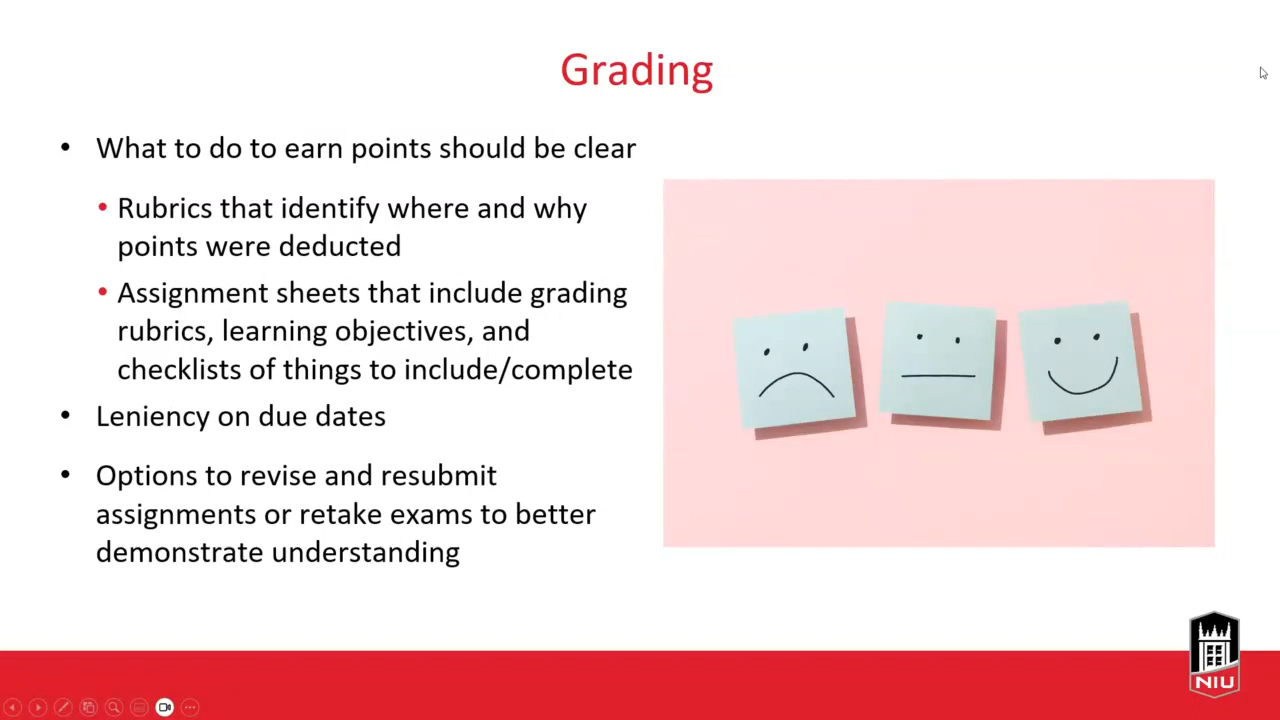 Grading
• What to do to earn points should be clear
• Rubrics that identify where and why
points were deducted
• Assignment sheets that include grading
rubrics, learning objectives, and
checklists of things to include/complete
• Leniency on due dates
• Options to revise and resubmit
assignments or retake exams to better
demonstrate understanding
NIU